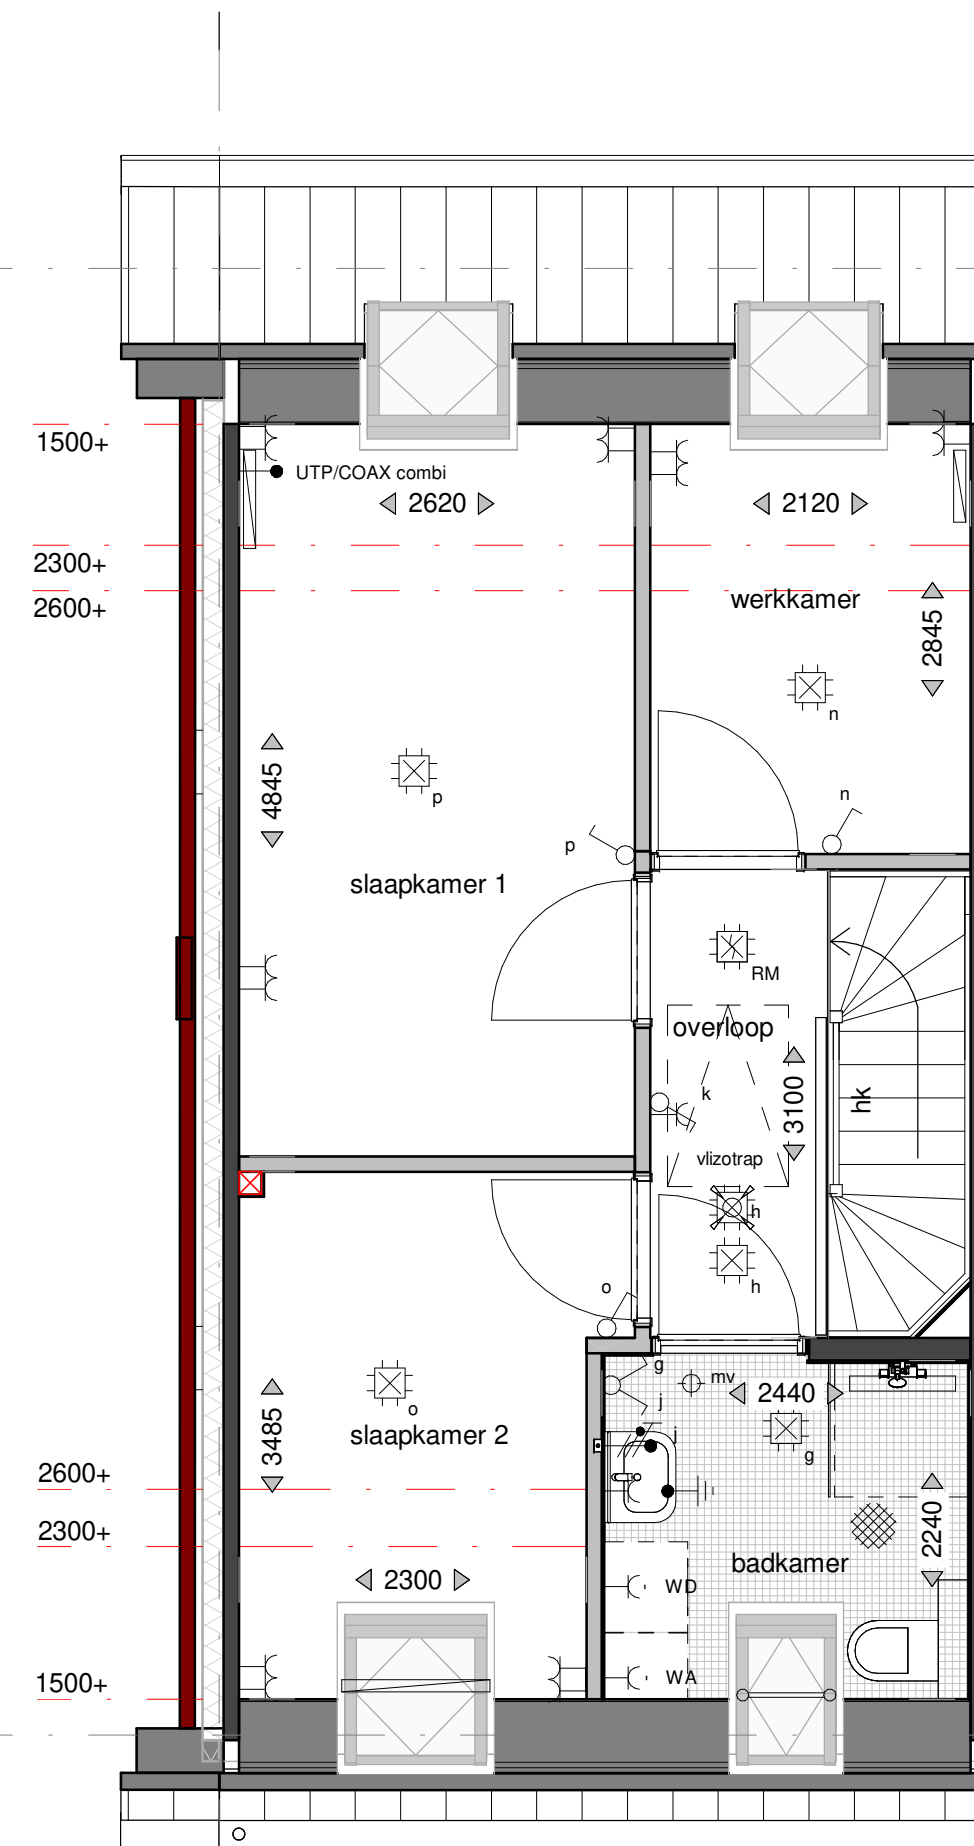 1500+
UTP/COAX combi
2620
2120
2300+
2600+
werkkamer
2845
n
4845
p
n
p
slaapkamer 1
RM
overloop
k
3100
hk
vlizotrap
h
h
o
g
mv
2440
j
o
3485
slaapkamer 2
j
g
2600+
2300+
2240
badkamer
2300
WD
WA
1500+